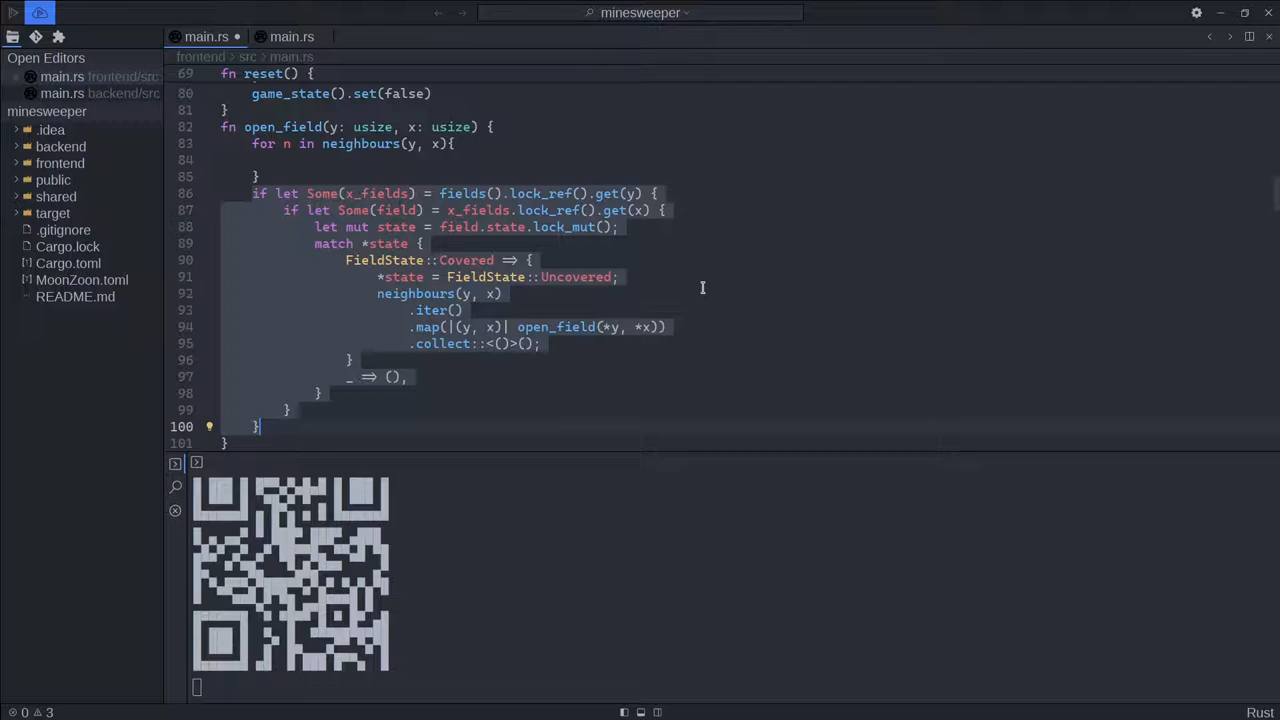 minesweeper
main.rs
main.rs
Open Editors
main.rs frontend/src
main.rs backend/src
minesweeper
.idea
backend
frontend
public
shared
target
.gitignore
Cargo.lock
Cargo.toml
MoonZoon.toml
README.md
frontend › src › main.rs
69 fn reset() {
80 game_state().set(false)
81 }
82 fn open_field(y: usize, x: usize) {
83 for n in neighbours(y, x){
84
85 }
86 if let Some(x_fields) = fields().lock_ref().get(y) {
87 if let Some(field) = x_fields.lock_ref().get(x) {
88 let mut state = field.state.lock_mut();
89 match *state {
90 FieldState::Covered => {
91 *state = FieldState::Uncovered;
92 neighbours(y, x)
93 .iter()
94 .map(|(y, x)| open_field(*y, *x))
95 .collect::<()>();
96 }
97 _ => (),
98 }
99 }
100 }
101 }
0 3
Rust